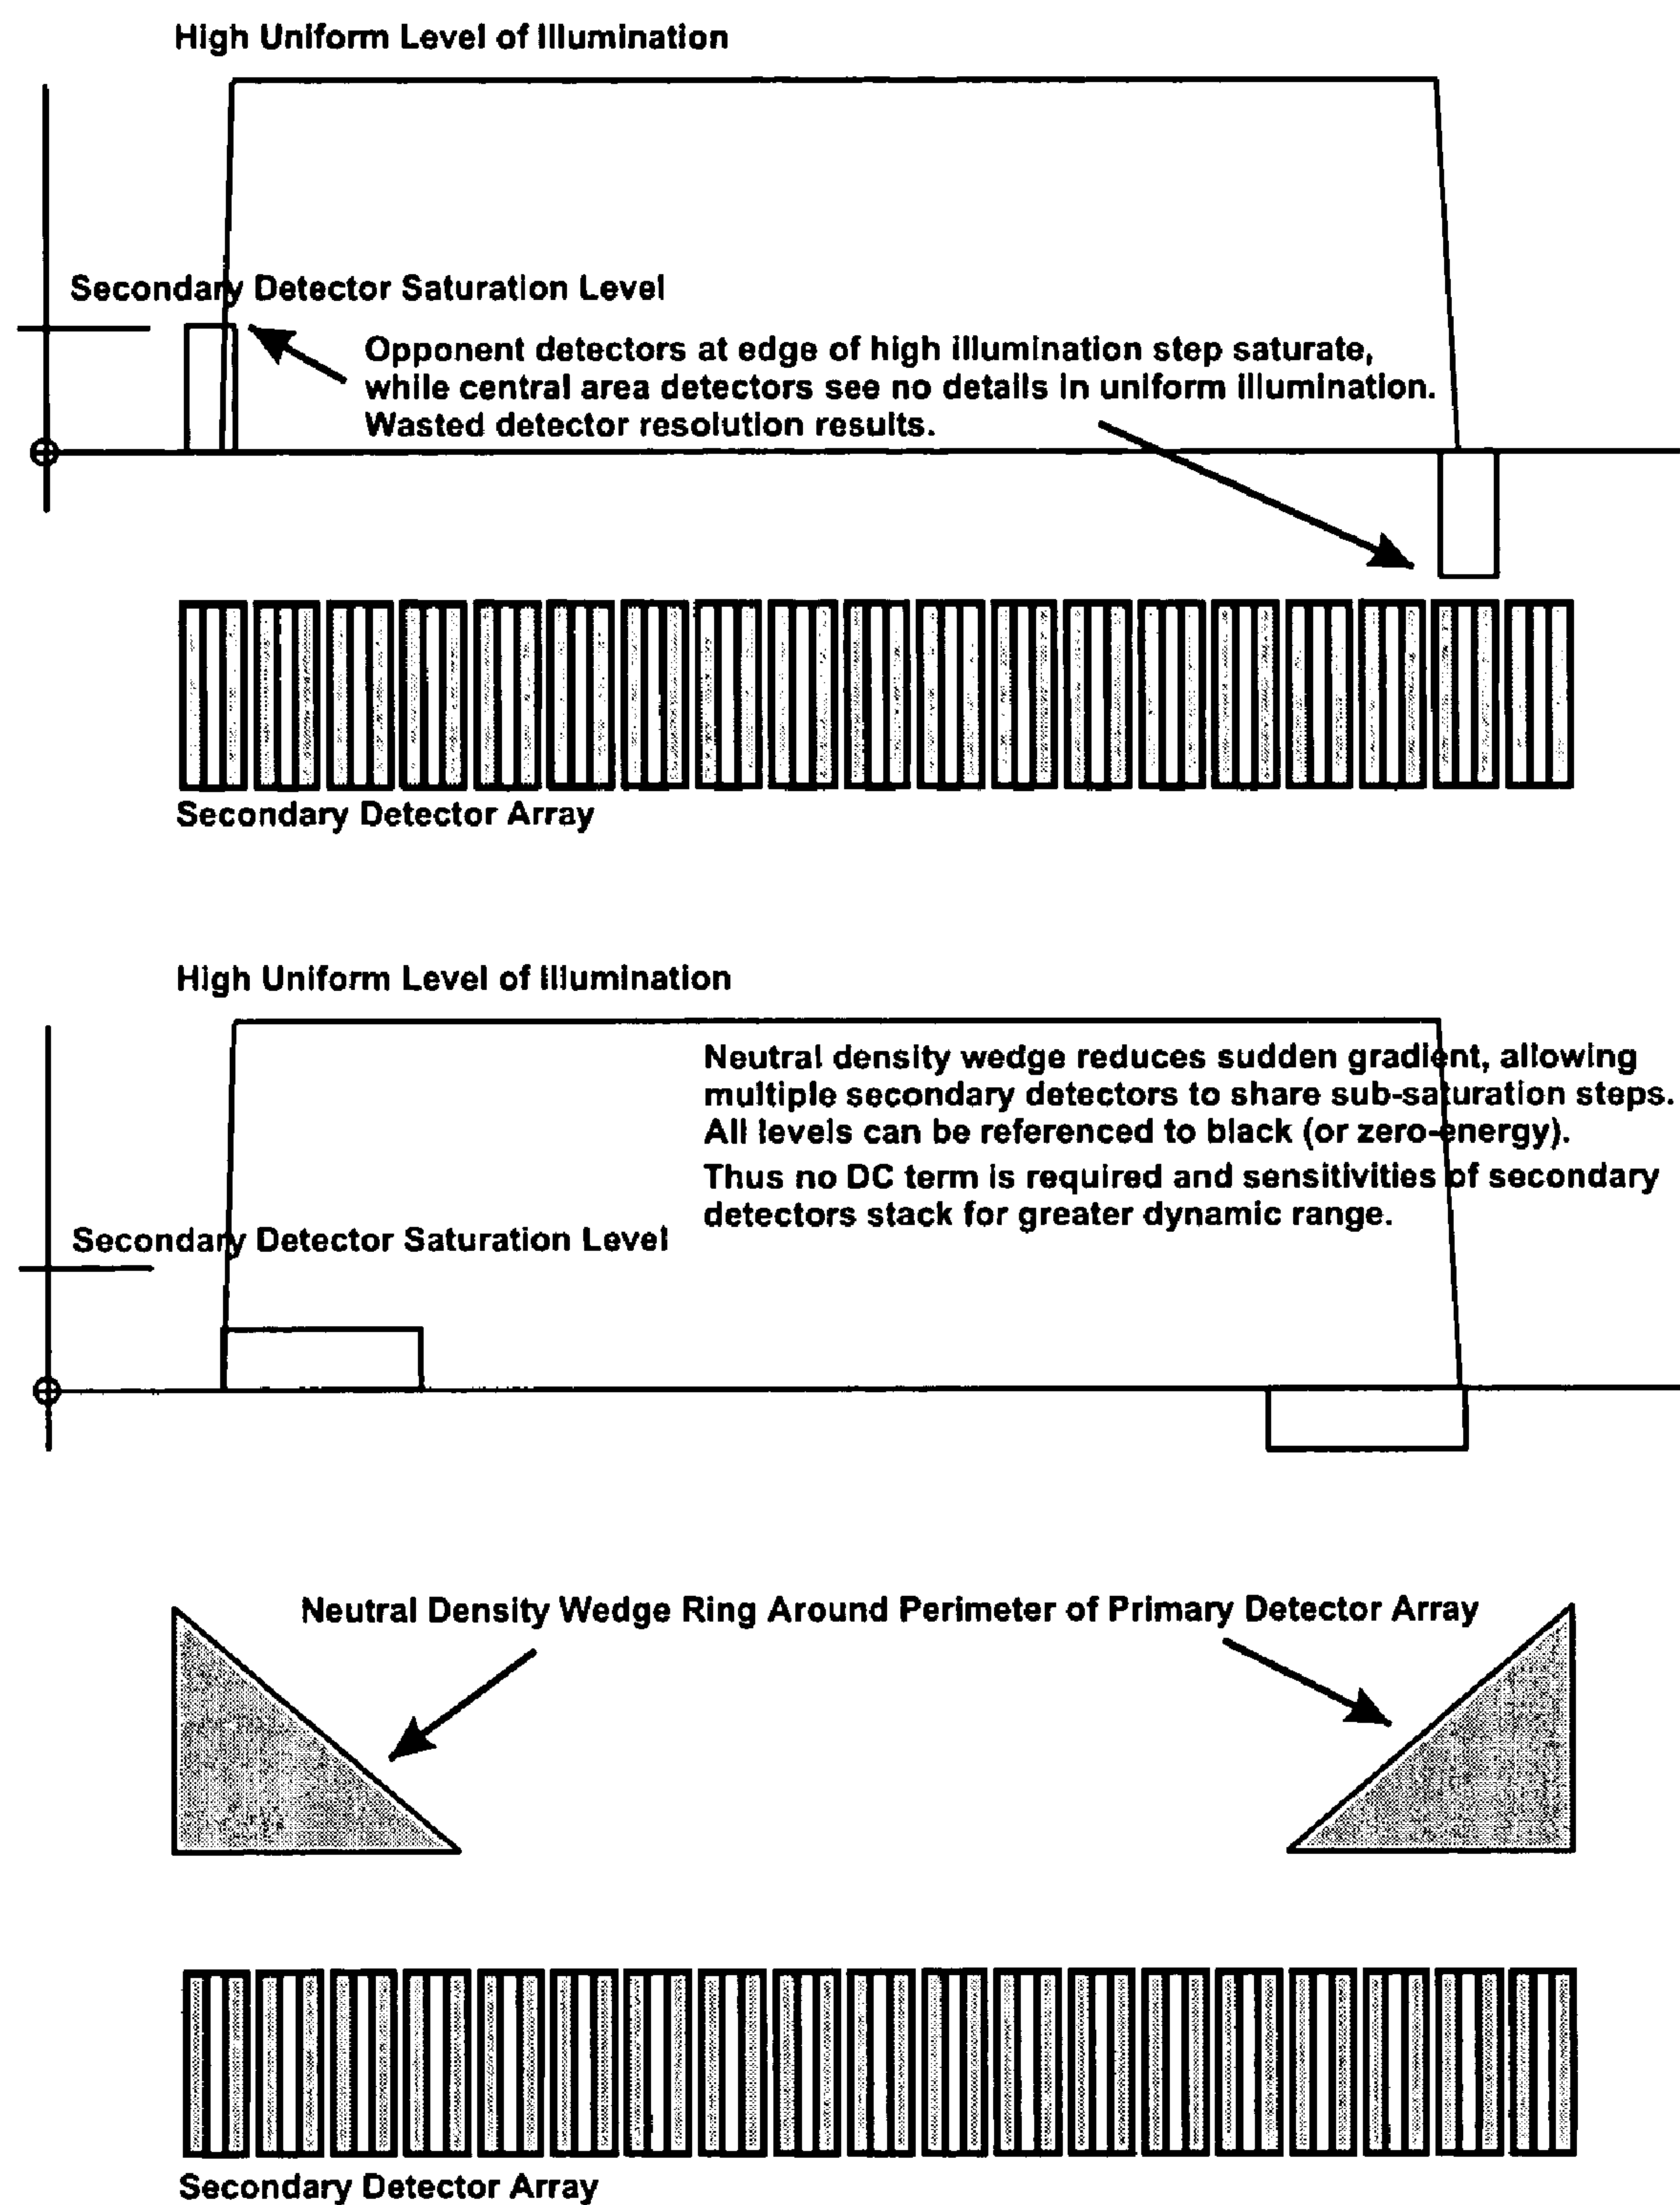 High Uniform Level of Illumination
Secondary Detector Saturation Level
Opponent detectors at edge of high illumination step saturate,
while central area detectors see no details in uniform illumination.
Wasted detector resolution results.
Secondary Detector Array
High Uniform Level of Illumination
Neutral density wedge reduces sudden gradient, allowing
multiple secondary detectors to share sub-saturation steps.
All levels can be referenced to black (or zero-energy).
Thus no DC term is required and sensitivities of secondary
detectors stack for greater dynamic range.
Secondary Detector Saturation Level
Neutral Density Wedge Ring Around Perimeter of Primary Detector Array
Secondary Detector Array